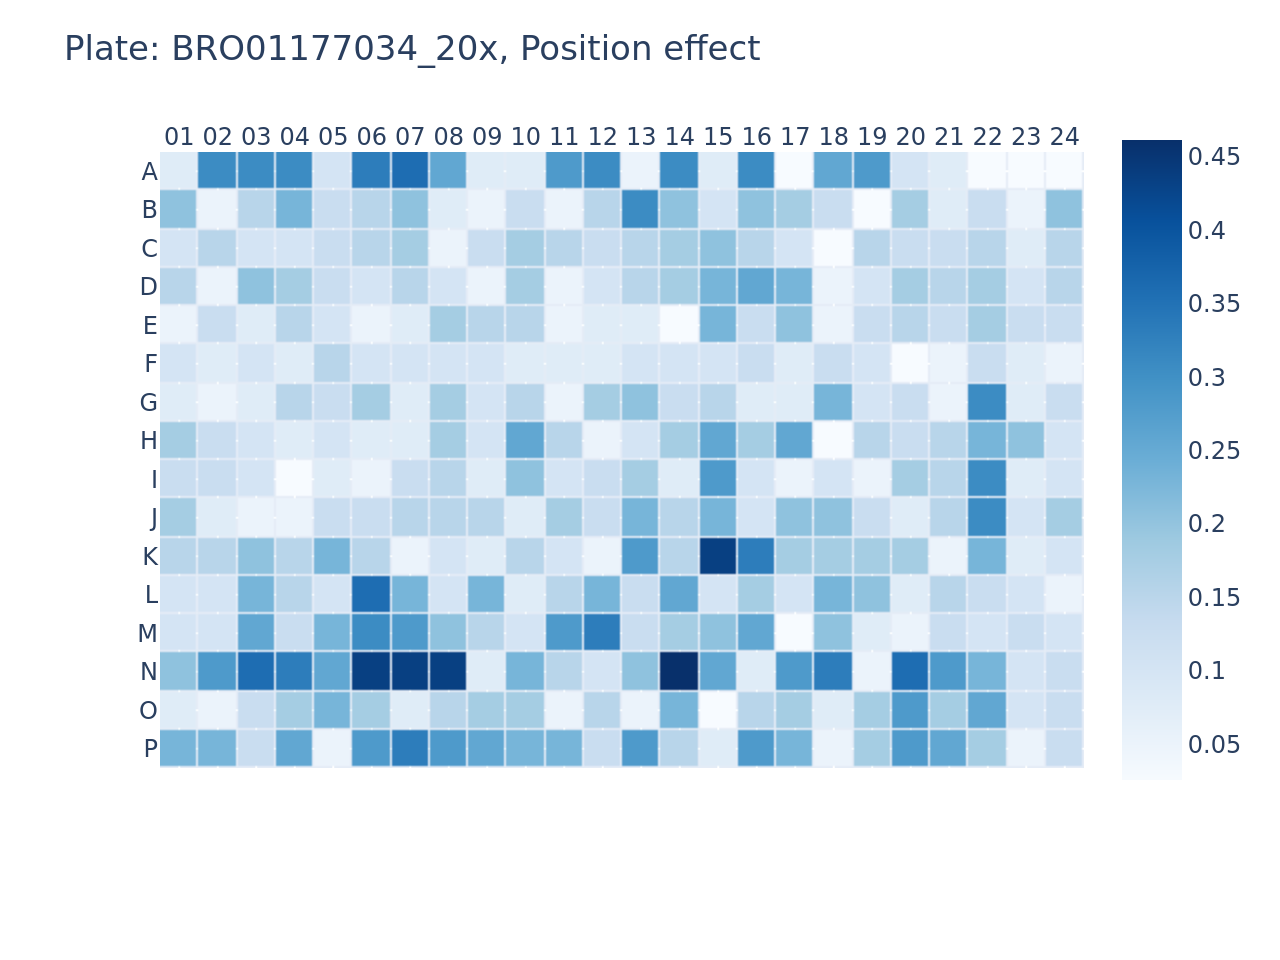 Plate: BRO01177034_20x, Position effect
01 02 03 04 05 06 07 08 09 10 11 12 13 14 15 16 17 18 19 20 21 22 23 24
A
B
C
D
E
F
G
H
I
J
K
L
M
N
O
P
0.45
0.4
0.35
0.3
0.25
0.2
0.15
0.1
0.05